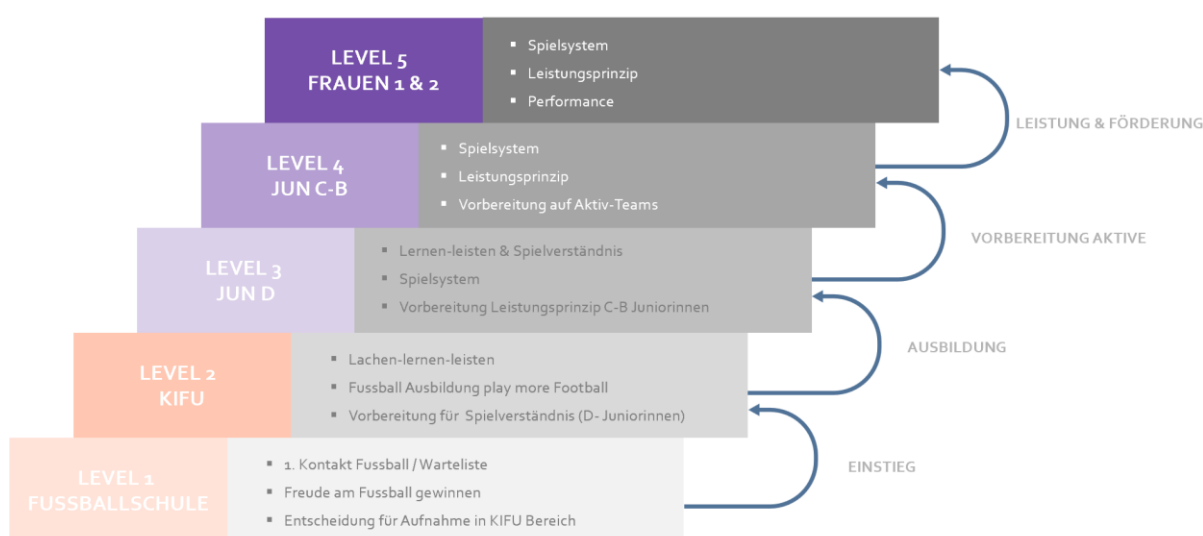 LEVEL 5
FRAUEN 1 & 2
▪ Spielsystem
▪ Leistungsprinzip
▪ Performance
LEISTUNG & FÖRDERUNG
LEVEL 4
JUN C-B
▪ Spielsystem
▪ Leistungsprinzip
▪ Vorbereitung auf Aktiv-Teams
VORBEREITUNG AKTIVE
LEVEL 3
JUN D
▪ Lernen-leisten & Spielverständnis
▪ Spielsystem
▪ Vorbereitung Leistungsprinzip C-B Juniorinnen
AUSBILDUNG
LEVEL 2
KIFU
▪ Lachen-lernen-leisten
▪ Fussball Ausbildung play more Football
▪ Vorbereitung für Spielverständnis (D- Juniorinnen)
EINSTIEG
LEVEL 1
FUSSBALLSCHULE
▪ 1. Kontakt Fussball / Warteliste
▪ Freude am Fussball gewinnen
▪ Entscheidung für Aufnahme in KIFU Bereich